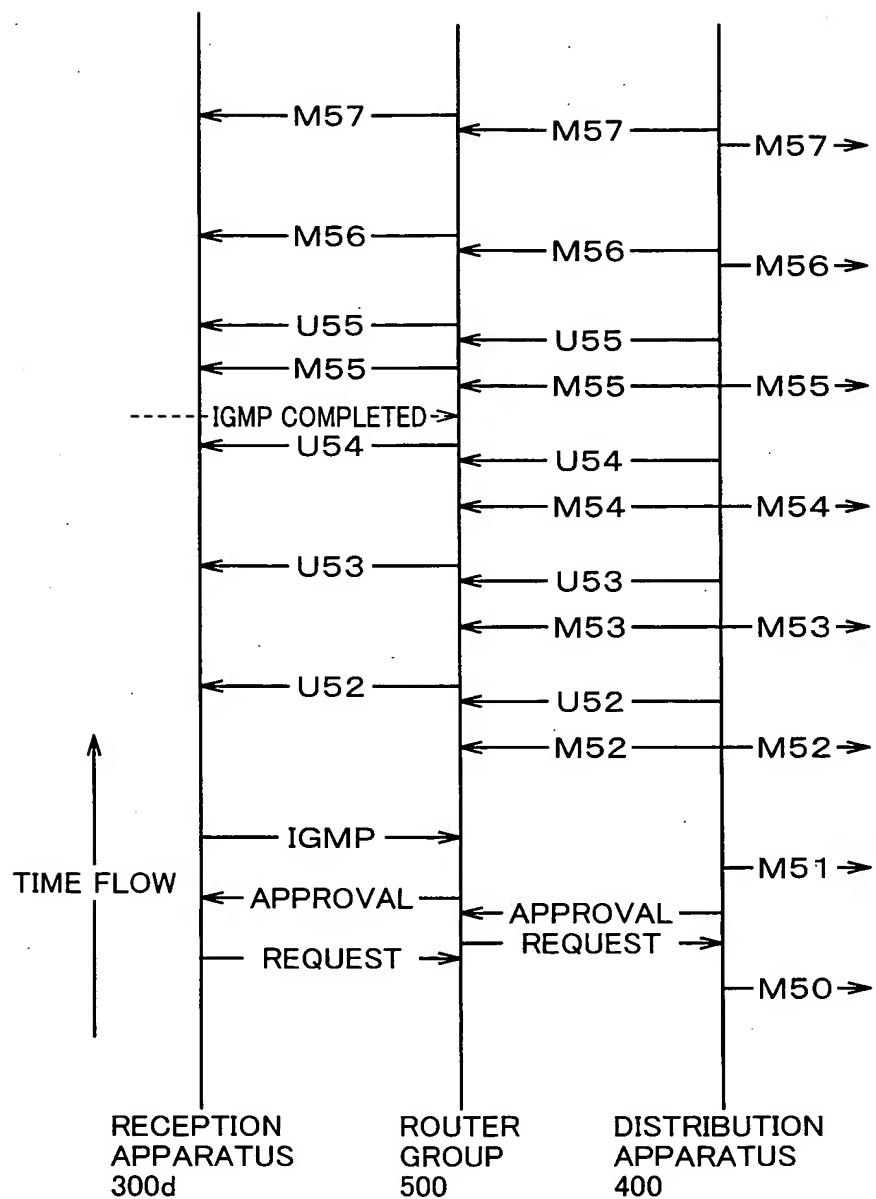 M57
M57
M57
M56
M56
M56
U55
U55
M55
M55
M55
IGMP COMPLETED
U54
U54
M54
M54
U53
U53
M53
M53
U52
U52
M52
M52
IGMP
M51
TIME FLOW
APPROVAL
APPROVAL
REQUEST
REQUEST
M50
RECEPTION
APPARATUS
300d
ROUTER
GROUP
500
DISTRIBUTION
APPARATUS
400